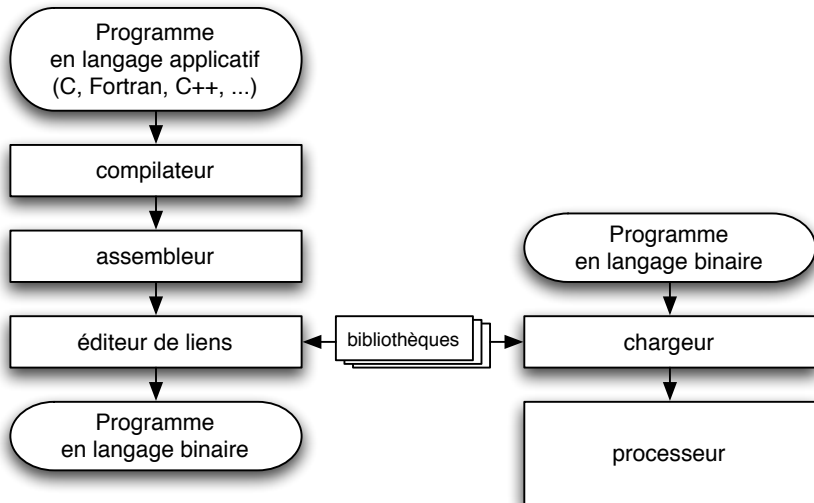 Programme
en langage applicatif
(C, Fortran, C++, ...)
compilateur
assembleur
éditeur de liens
Programme
en langage binaire
bibliothèques
Programme
en langage binaire
chargeur
processeur